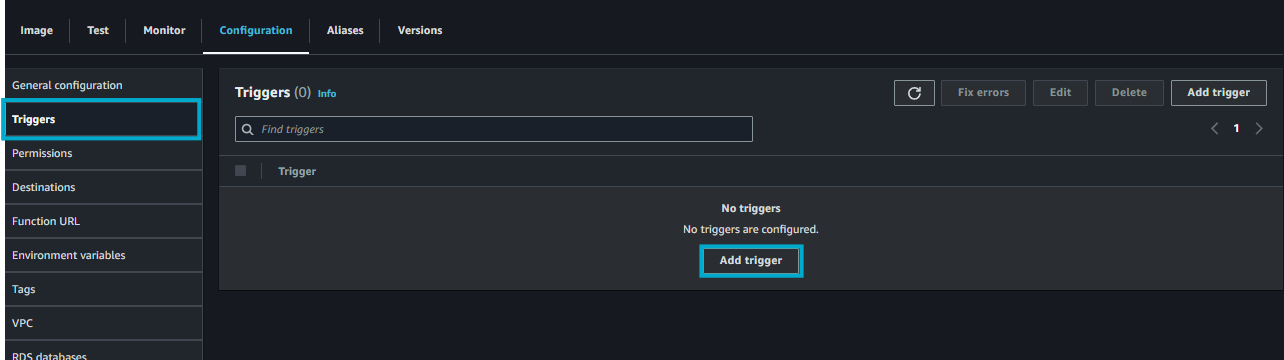 Image Test Monitor Configuration Aliases Versions
General configuration
Triggers
Permissions
Destinations
Function URL
Environment variables
Tags
VPC
RDS databases
Triggers (0) Info
Fix errors Edit Delete Add trigger
Find triggers
1
Trigger
No triggers
No triggers are configured.
Add trigger